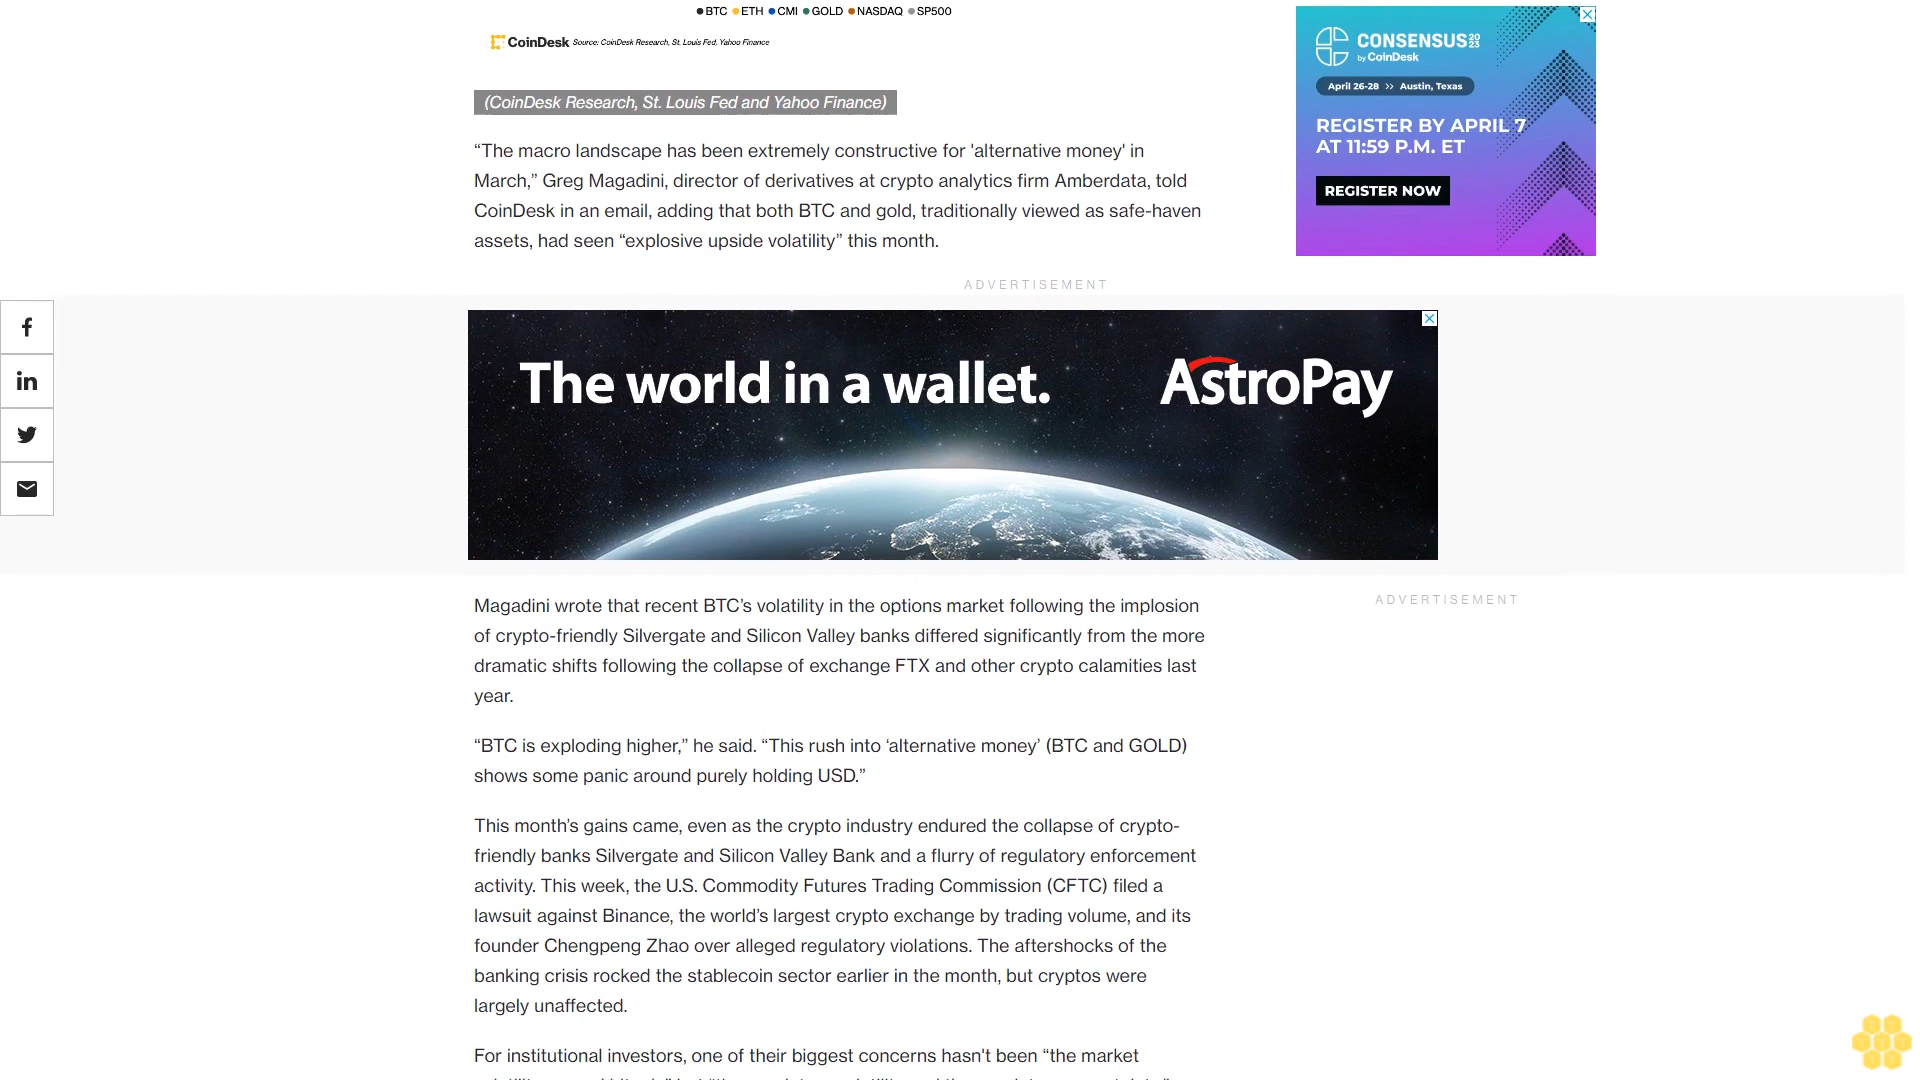 BTC ETH CMI GOLD NASDAQ SP500
CoinDesk Source: CoinDesk Research, St. Louis Fed, Yahoo Finance
(CoinDesk Research, St. Louis Fed and Yahoo Finance)
“The macro landscape has been extremely constructive for 'alternative money' in
March,” Greg Magadini, director of derivatives at crypto analytics firm Amberdata, told
CoinDesk in an email, adding that both BTC and gold, traditionally viewed as safe-haven
assets, had seen “explosive upside volatility” this month.
CONSENSUS 2023
by CoinDesk
April 26-28 >> Austin, Texas
REGISTER BY APRIL 7
AT 11:59 P.M. ET
REGISTER NOW
ADVERTISEMENT
The world in a wallet. AstroPay
ADVERTISEMENT
Magadini wrote that recent BTC’s volatility in the options market following the implosion
of crypto-friendly Silvergate and Silicon Valley banks differed significantly from the more
dramatic shifts following the collapse of exchange FTX and other crypto calamities last
year.
“BTC is exploding higher,” he said. “This rush into ‘alternative money’ (BTC and GOLD)
shows some panic around purely holding USD.”
This month’s gains came, even as the crypto industry endured the collapse of crypto-
friendly banks Silvergate and Silicon Valley Bank and a flurry of regulatory enforcement
activity. This week, the U.S. Commodity Futures Trading Commission (CFTC) filed a
lawsuit against Binance, the world’s largest crypto exchange by trading volume, and its
founder Chengpeng Zhao over alleged regulatory violations. The aftershocks of the
banking crisis rocked the stablecoin sector earlier in the month, but cryptos were
largely unaffected.
For institutional investors, one of their biggest concerns hasn't been “the market